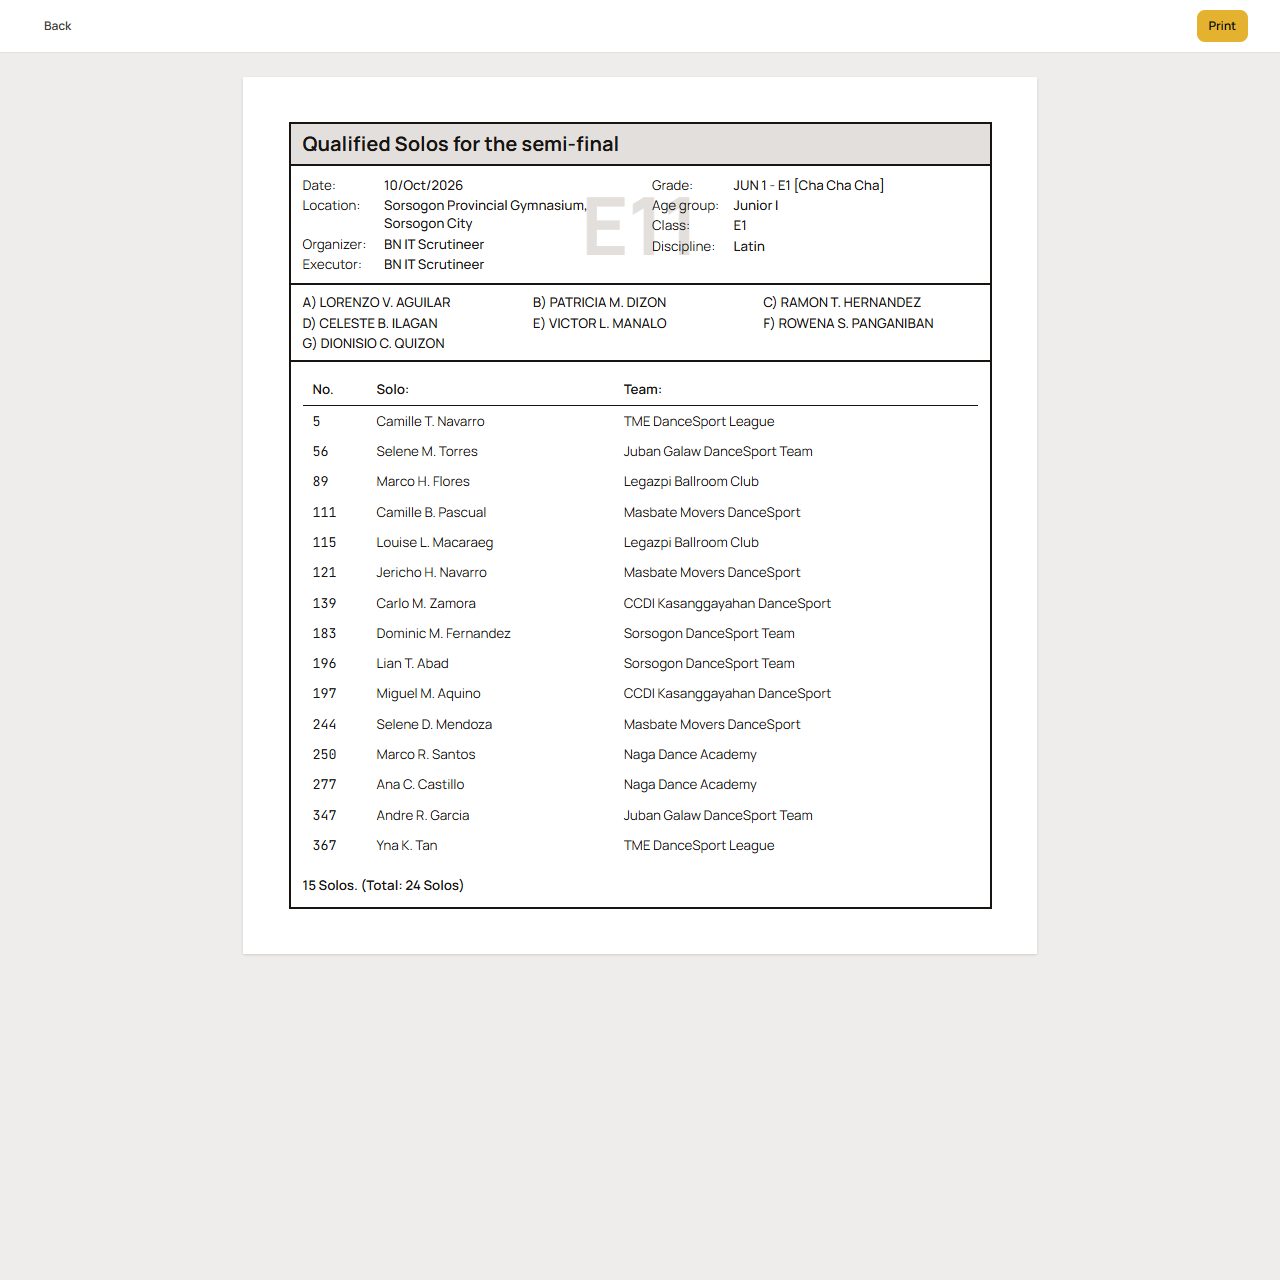 Back
Print
Qualified Solos for the semi-final
Date: 10/Oct/2026
Location: Sorsogon Provincial Gymnasium, Sorsogon City
Organizer: BN IT Scrutineer
Executor: BN IT Scrutineer
E11
Grade: JUN 1 - E1 [Cha Cha Cha]
Age group: Junior I
Class: E1
Discipline: Latin
A) LORENZO V. AGUILAR B) PATRICIA M. DIZON C) RAMON T. HERNANDEZ
D) CELESTE B. ILAGAN E) VICTOR L. MANALO F) ROWENA S. PANGANIBAN
G) DIONISIO C. QUIZON
No. Solo: Team:
5 Camille T. Navarro TME DanceSport League
56 Selene M. Torres Juban Galaw DanceSport Team
89 Marco H. Flores Legazpi Ballroom Club
111 Camille B. Pascual Masbate Movers DanceSport
115 Louise L. Macaraeg Legazpi Ballroom Club
121 Jericho H. Navarro Masbate Movers DanceSport
139 Carlo M. Zamora CCDI Kasanggayahan DanceSport
183 Dominic M. Fernandez Sorsogon DanceSport Team
196 Lian T. Abad Sorsogon DanceSport Team
197 Miguel M. Aquino CCDI Kasanggayahan DanceSport
244 Selene D. Mendoza Masbate Movers DanceSport
250 Marco R. Santos Naga Dance Academy
277 Ana C. Castillo Naga Dance Academy
347 Andre R. Garcia Juban Galaw DanceSport Team
367 Yna K. Tan TME DanceSport League
15 Solos. (Total: 24 Solos)